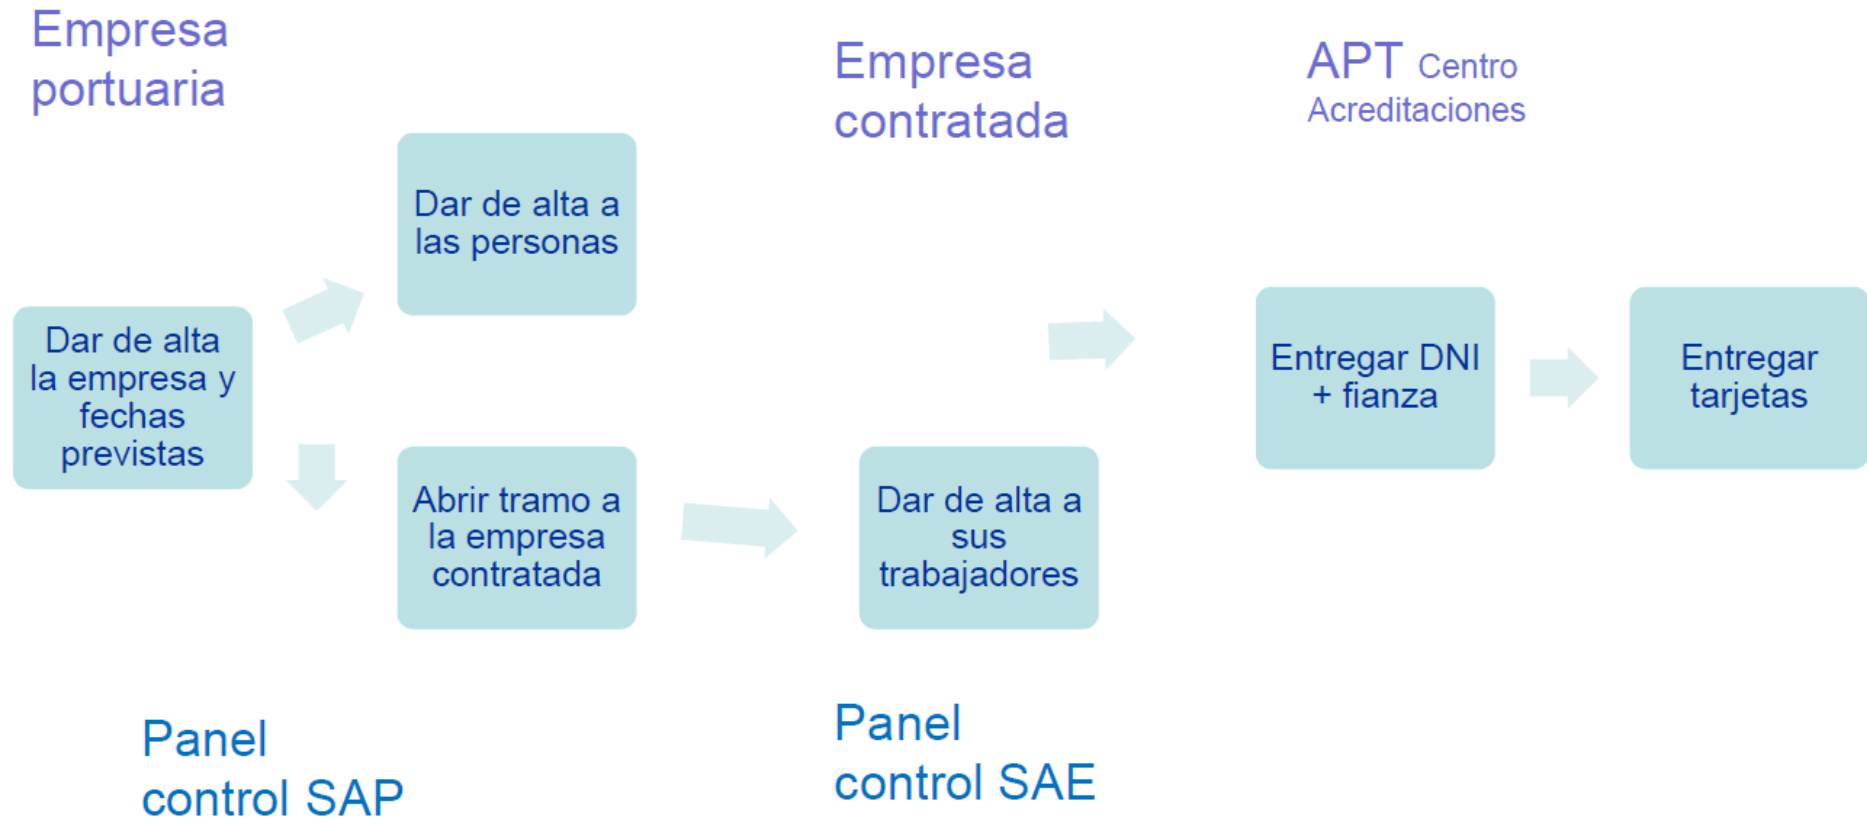 Empresa
portuaria
Empresa
contratada
APT Centro
Acreditaciones
Dar de alta
la empresa y
fechas
previstas
Dar de alta a
las personas
Abrir tramo a
la empresa
contratada
Dar de alta a
sus
trabajadores
Entregar DNI
+ fianza
Entregar
tarjetas
Panel
control SAP
Panel
control SAE